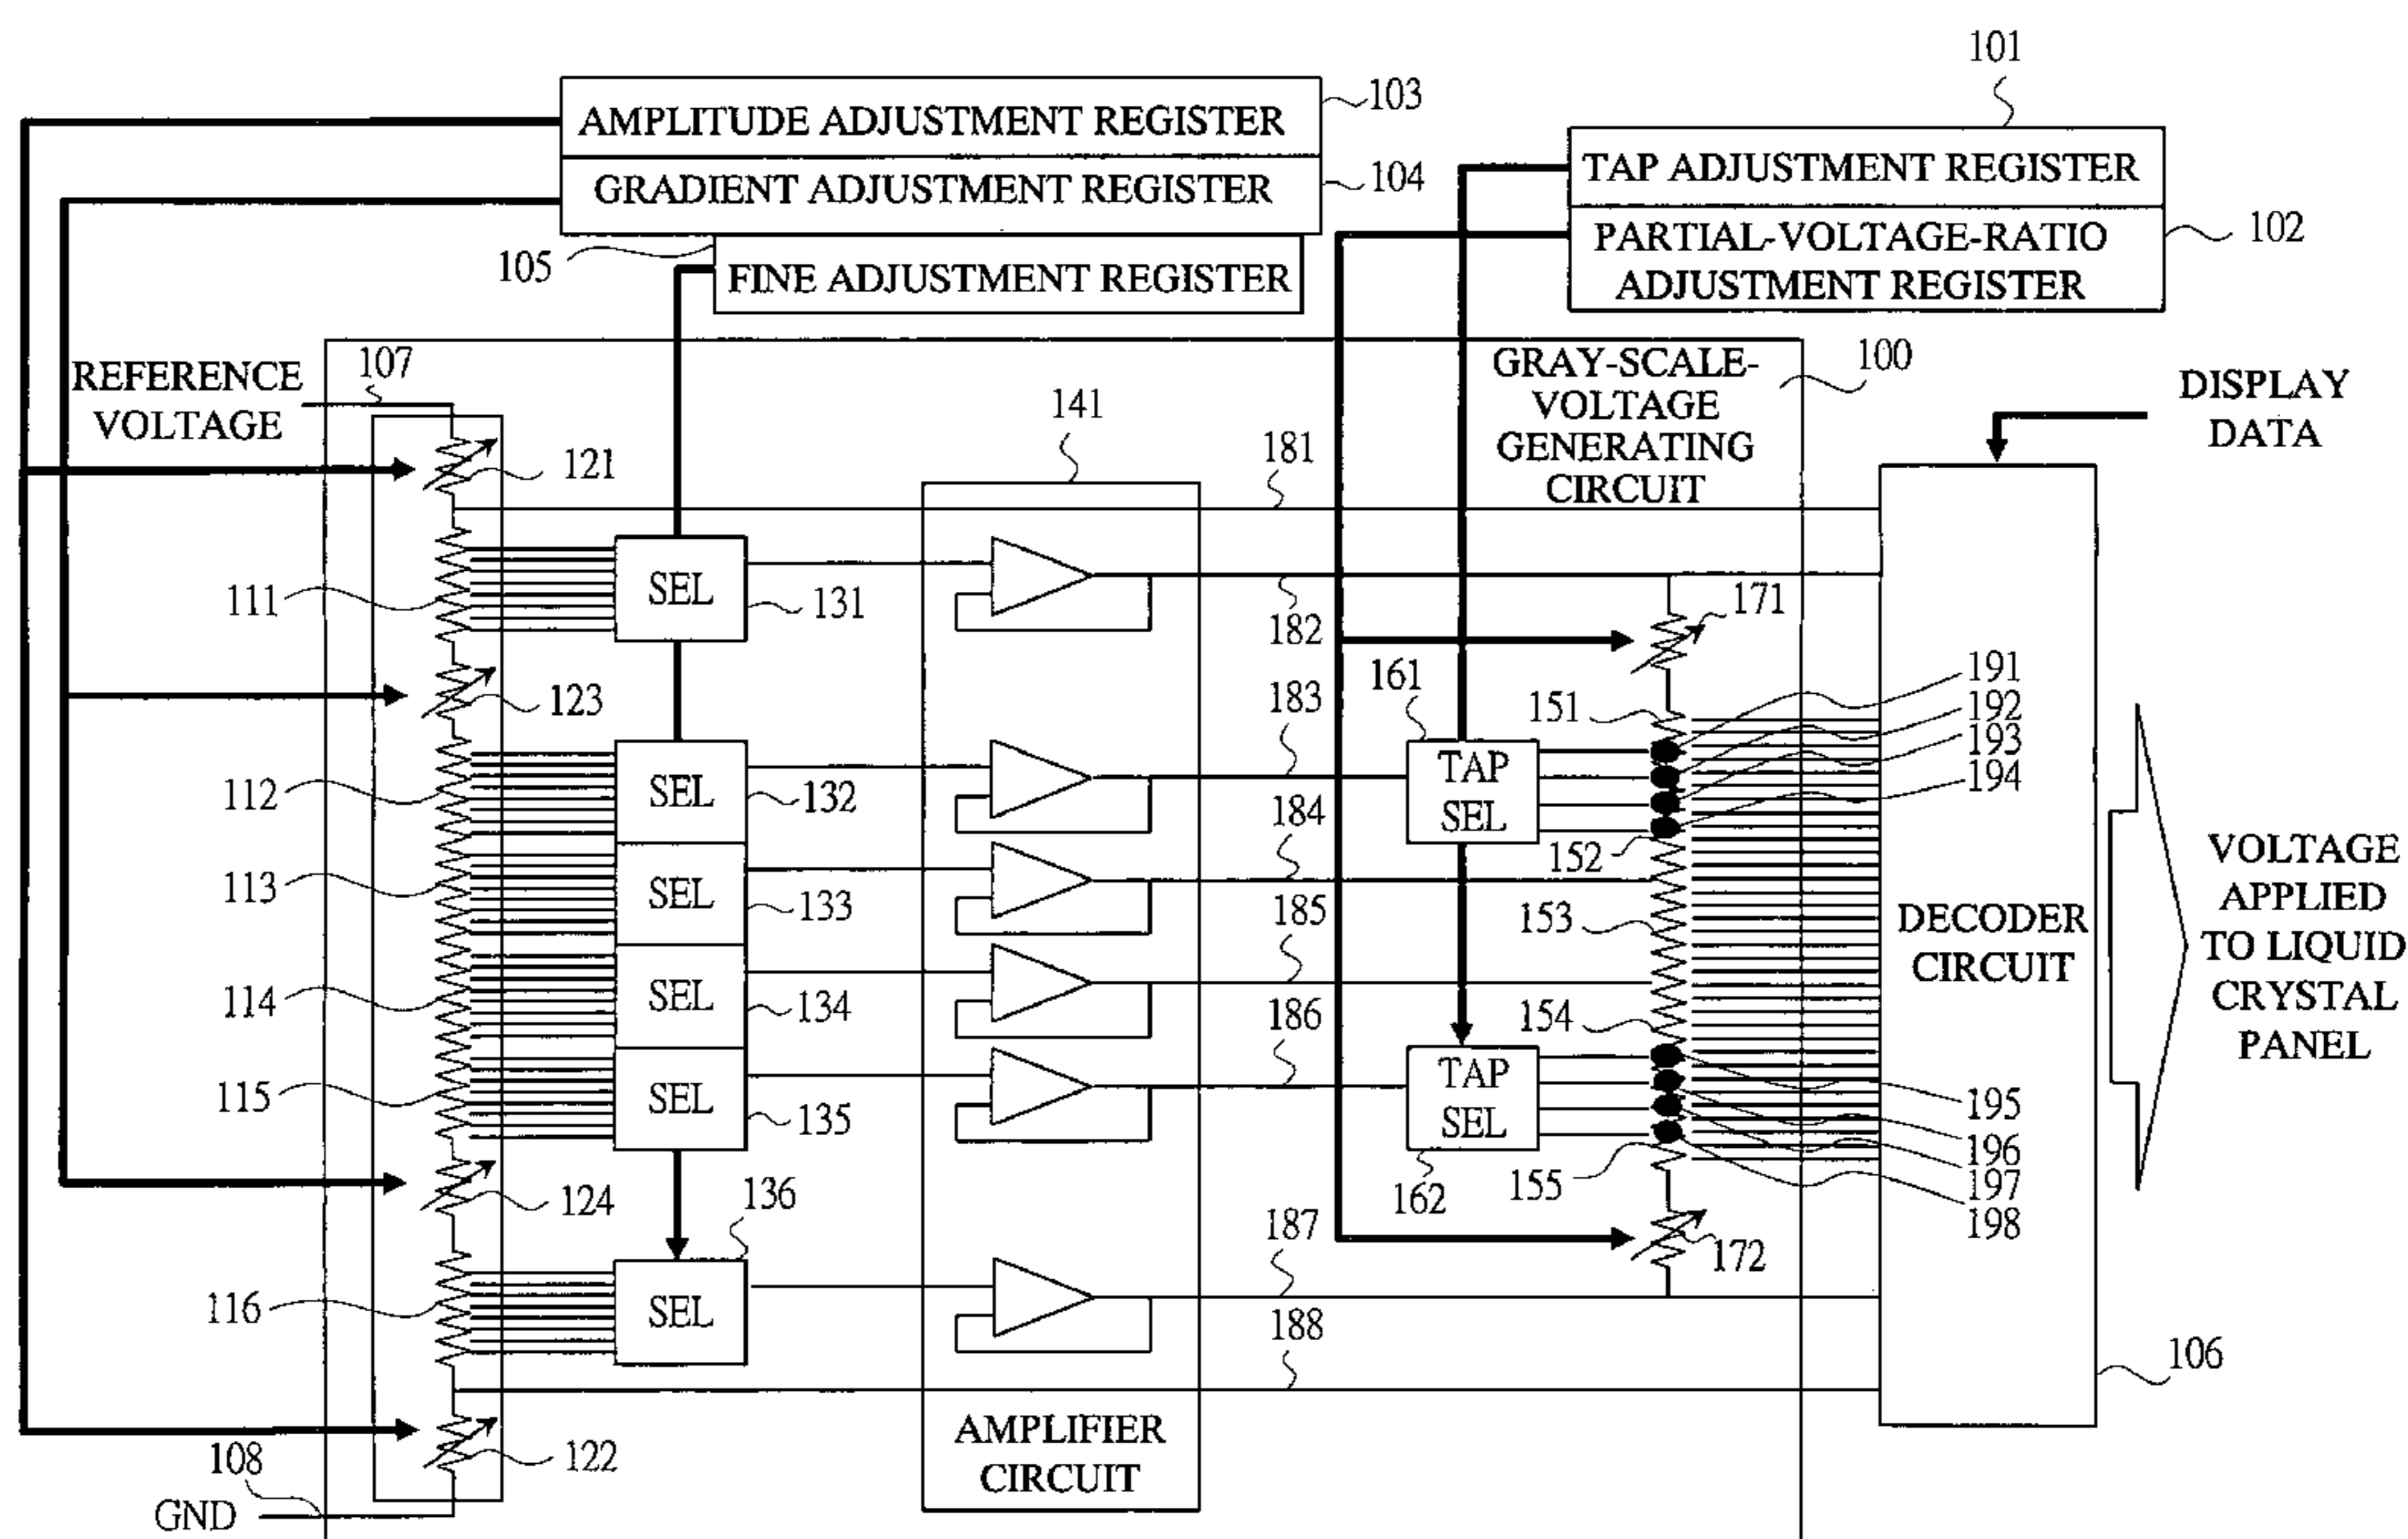 101
AMPLITUDE ADJUSTMENT REGISTER
103
GRADIENT ADJUSTMENT REGISTER
104
105
FINE ADJUSTMENT REGISTER
TAP ADJUSTMENT REGISTER
PARTIAL-VOLTAGE-RATIO
ADJUSTMENT REGISTER
102
REFERENCE
VOLTAGE
107
141
GRAY-SCALE-
VOLTAGE
GENERATING
CIRCUIT
100
DISPLAY
DATA
121
181
111
SEL
131
182
171
123
183
161
151
191
192
193
194
112
SEL
132
TAP
SEL
184
152
113
SEL
133
185
153
DECODER
CIRCUIT
VOLTAGE
APPLIED
TO LIQUID
CRYSTAL
PANEL
114
SEL
134
186
154
115
SEL
135
TAP
SEL
195
196
197
198
124
136
162
155
187
172
116
SEL
188
106
122
108
GND
AMPLIFIER
CIRCUIT